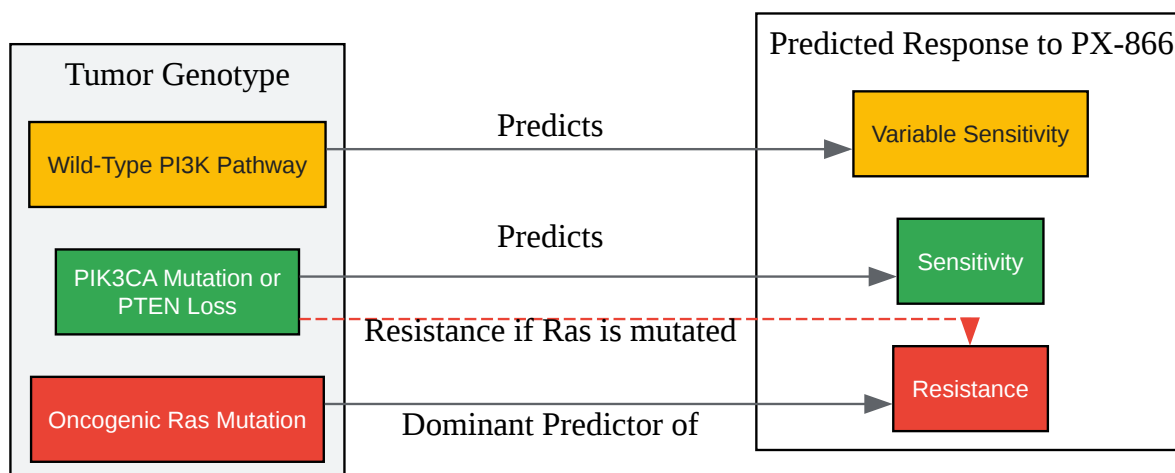 Tumor Genotype
Predicted Response to PX-866
Wild-Type PI3K Pathway
Predicts
Variable Sensitivity
PIK3CA Mutation or
PTEN Loss
Predicts
Sensitivity
Resistance if Ras is mutated
Oncogenic Ras Mutation
Dominant Predictor of
Resistance